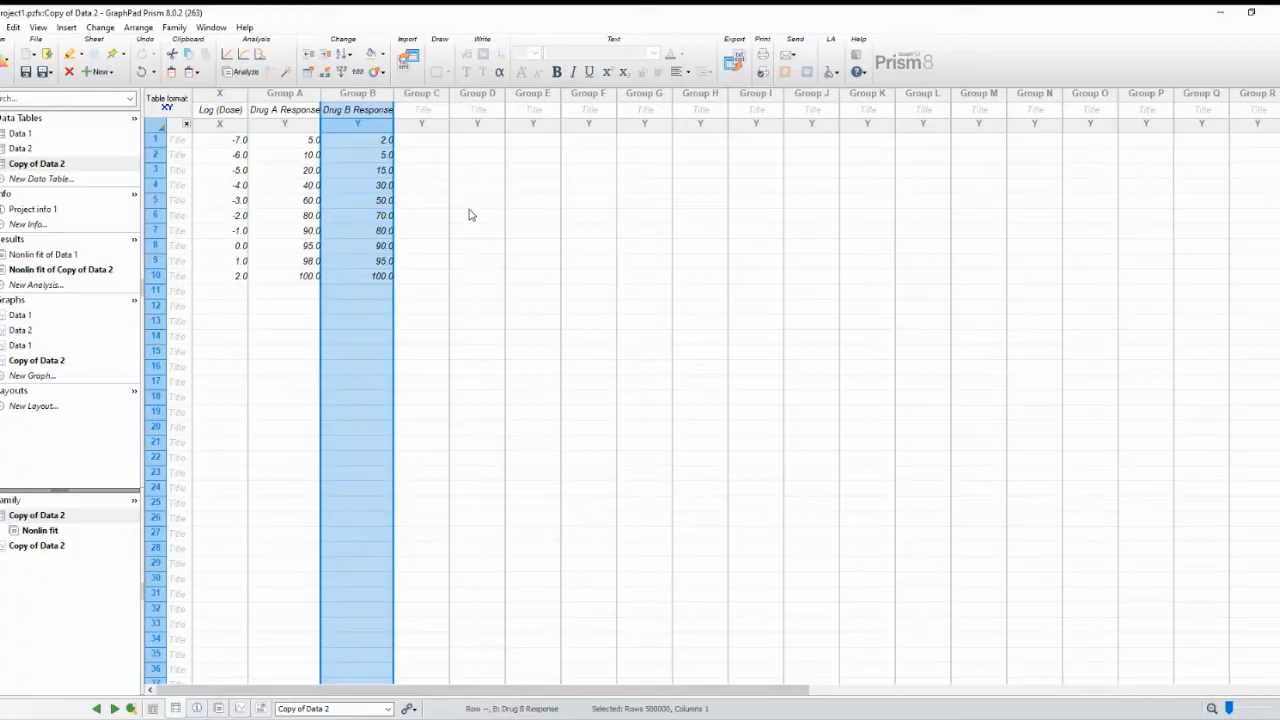 roject1.pzfx:Copy of Data 2 - GraphPad Prism 8.0.2 (263)
Edit View Insert Change Arrange Family Window Help
File Sheet Undo Clipboard Analysis Change Import Draw Write Text Export Print Send LA Help
Prism 8
New Analyze
rch...
ata Tables
Data 1
Data 2
Copy of Data 2
New Data Table...
nfo
Project info 1
New Info...
esults
Nonlin fit of Data 1
Nonlin fit of Copy of Data 2
New Analysis...
raphs
Data 1
Data 2
Data 1
Copy of Data 2
New Graph...
ayouts
New Layout...
amily
Copy of Data 2
Nonlin fit
Copy of Data 2
Table format:
XY
X Group A Group B Group C Group D Group E Group F Group G Group H Group I Group J Group K Group L Group M Group N Group O Group P Group Q Group R
Log (Dose) Drug A Response Drug B Response Title Title Title Title Title Title Title Title Title Title Title Title Title Title Title Title
X Y Y Y Y Y Y Y Y Y Y Y Y Y Y Y Y Y Y
1 Title -7.0 5.0 2.0
2 Title -6.0 10.0 5.0
3 Title -5.0 20.0 15.0
4 Title -4.0 40.0 30.0
5 Title -3.0 60.0 50.0
6 Title -2.0 80.0 70.0
7 Title -1.0 90.0 80.0
8 Title 0.0 95.0 90.0
9 Title 1.0 98.0 95.0
10 Title 2.0 100.0 100.0
11 Title
12 Title
13 Title
14 Title
15 Title
16 Title
17 Title
18 Title
19 Title
20 Title
21 Title
22 Title
23 Title
24 Title
25 Title
26 Title
27 Title
28 Title
29 Title
30 Title
31 Title
32 Title
33 Title
34 Title
35 Title
36 Title
Copy of Data 2
Row --, B: Drug B Response
Selected: Rows 500000, Columns 1